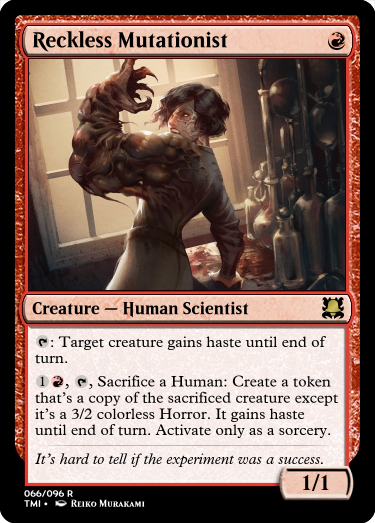 Reckless Mutationist
Creature — Human Scientist
: Target creature gains haste until end of
turn.
1 , , Sacrifice a Human: Create a token
that's a copy of the sacrificed creature except
it's a 3/2 colorless Horror. It gains haste
until end of turn. Activate only as a sorcery.
It's hard to tell if the experiment was a success.
1/1
066/096 R
TMI • Reiko Murakami